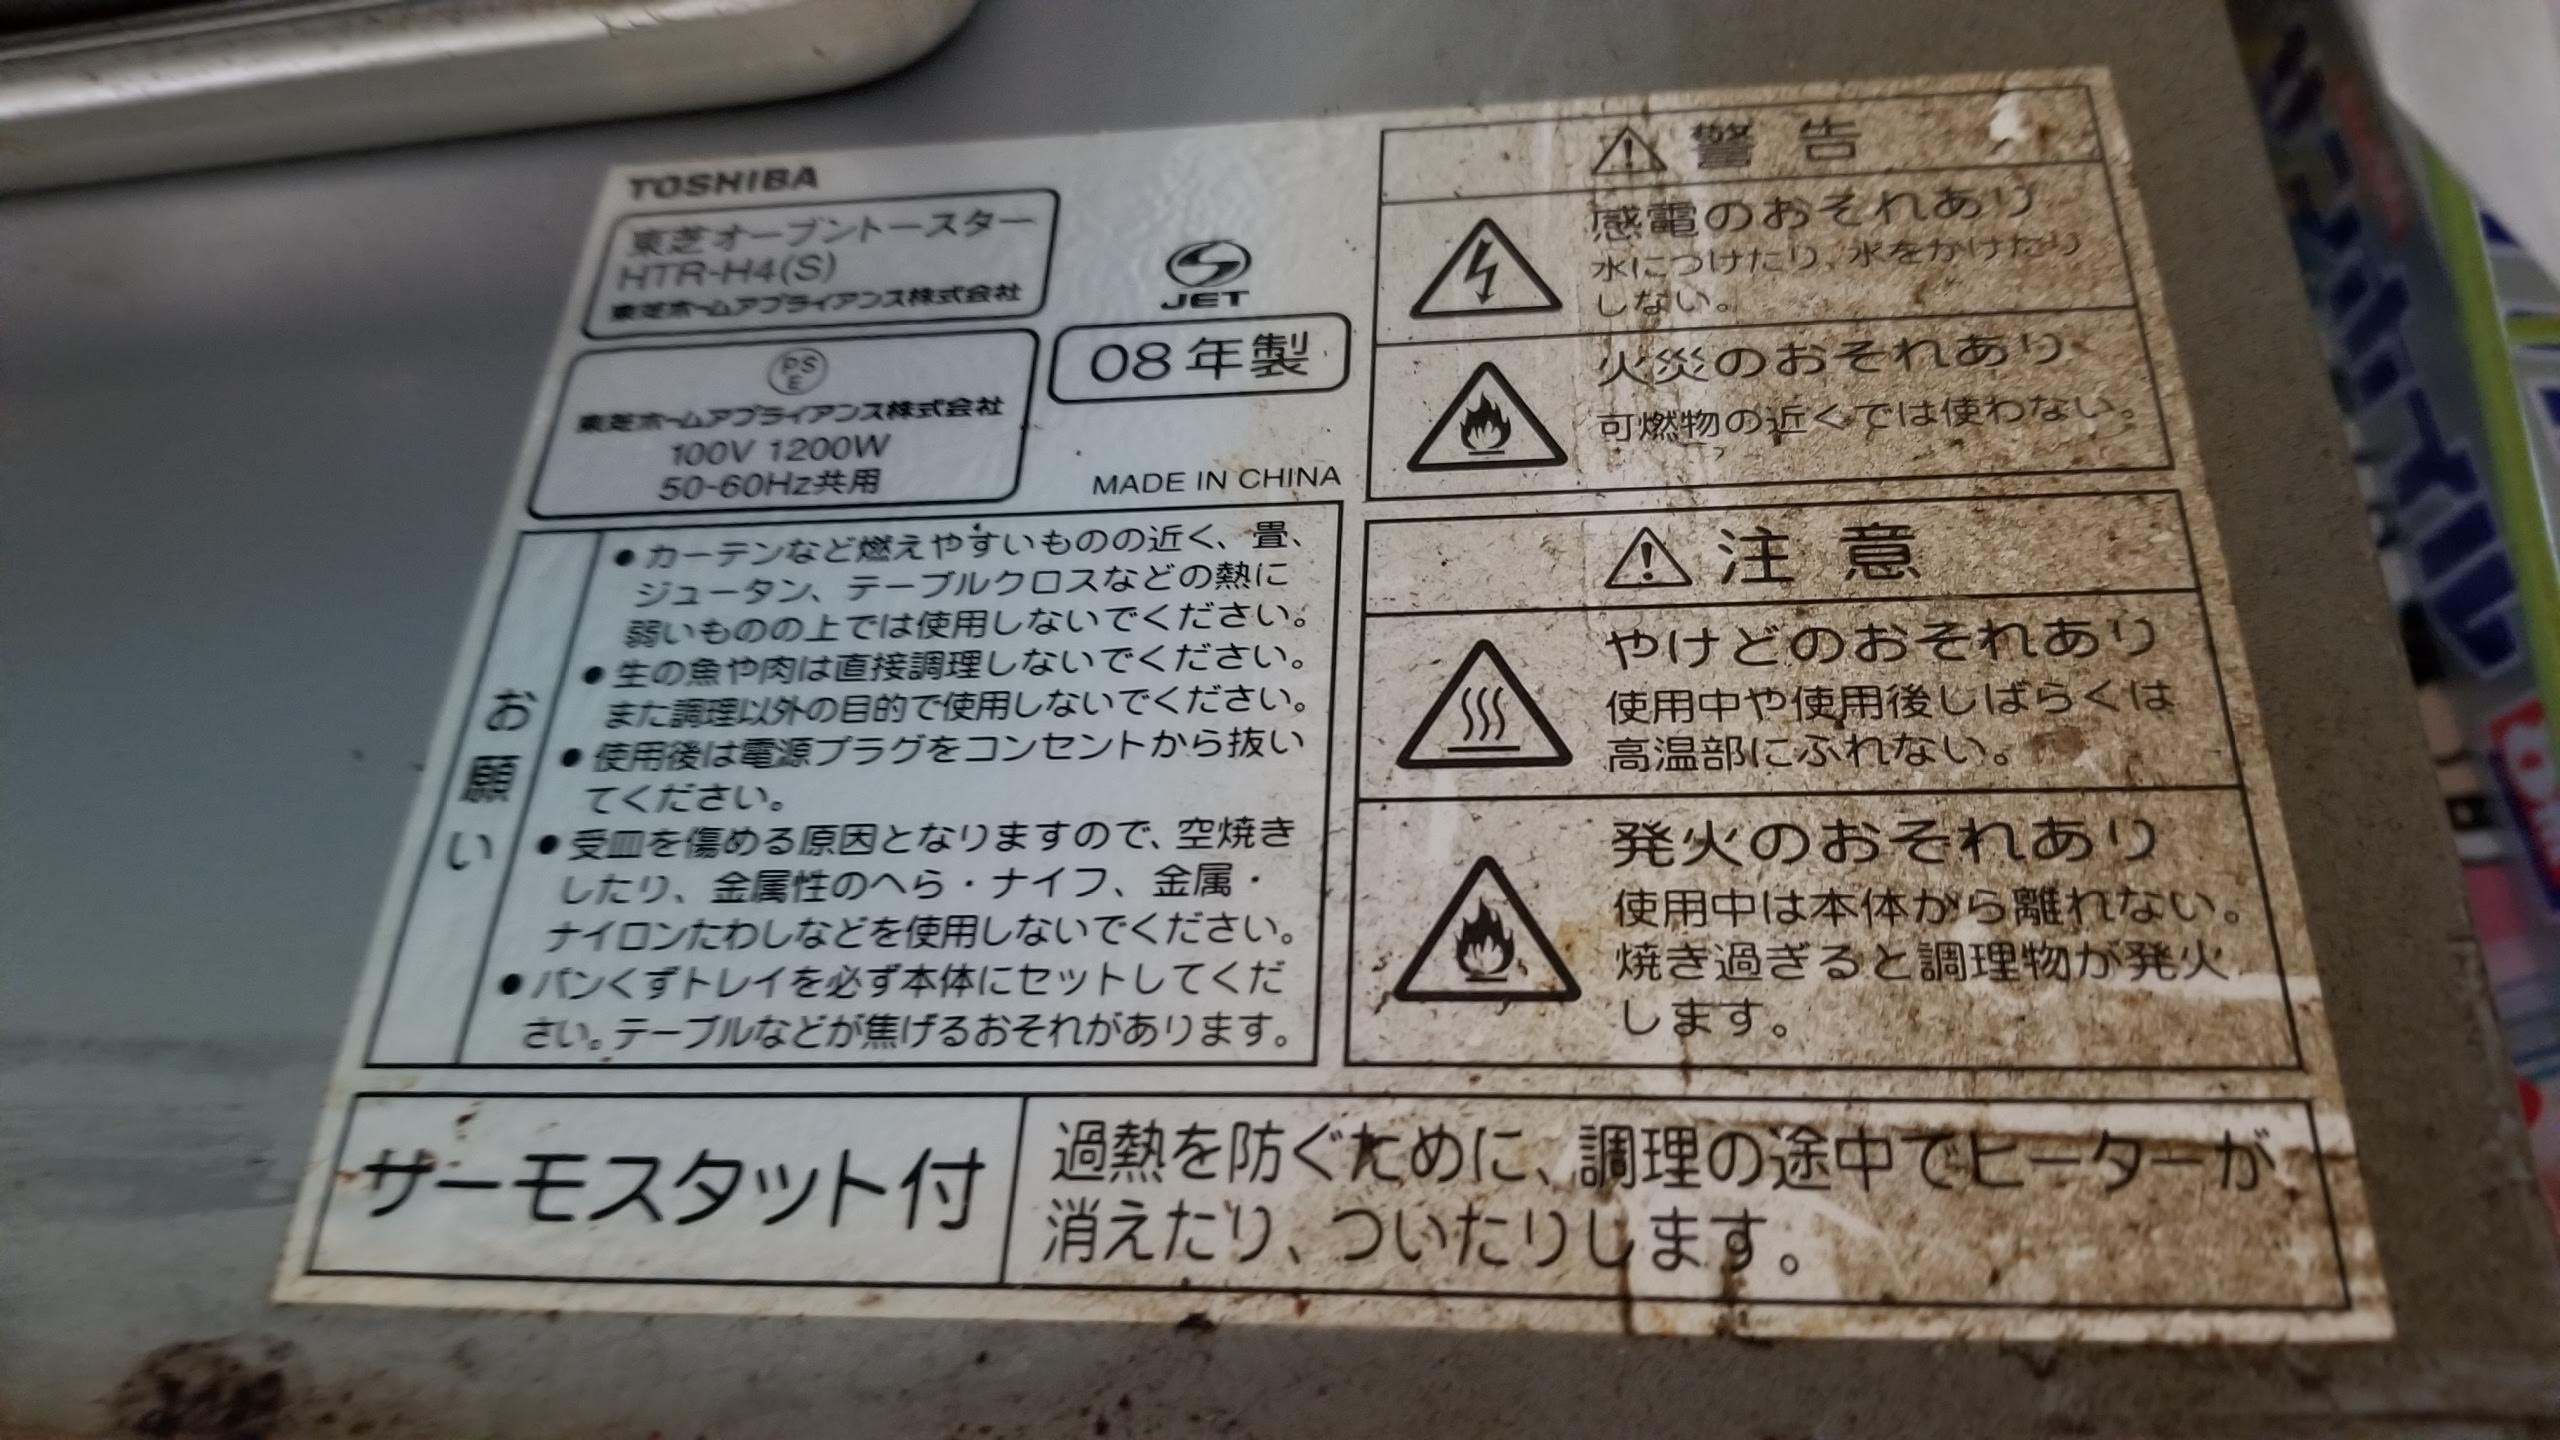 TOSHIBA
東芝オーブントースター
HTR-H4(S)
東芝ホームアプライアンス株式会社
PS
E
東芝ホームアプライアンス株式会社
100V 1200W
50-60Hz共用
JET
08年製
MADE IN CHINA
お願い
●カーテンなど燃えやすいものの近く、畳、
ジュータン、テーブルクロスなどの熱に
弱いものの上では使用しないでください。
●生の魚や肉は直接調理しないでください。
また調理以外の目的で使用しないでください。
●使用後は電源プラグをコンセントから抜い
てください。
●受皿を傷める原因となりますので、空焼き
したり、金属性のへら・ナイフ、金属・
ナイロンたわしなどを使用しないでください。
●パンくずトレイを必ず本体にセットしてくだ
さい。テーブルなどが焦げるおそれがあります。
警告
感電のおそれあり
水につけたり、水をかけたり
しない。
火災のおそれあり
可燃物の近くでは使わない。
注意
やけどのおそれあり
使用中や使用後しばらくは
高温部にふれない。
発火のおそれあり
使用中は本体から離れない。
焼き過ぎると調理物が発火
します。
サーモスタット付
過熱を防ぐために、調理の途中でヒーターが
消えたり、ついたりします。